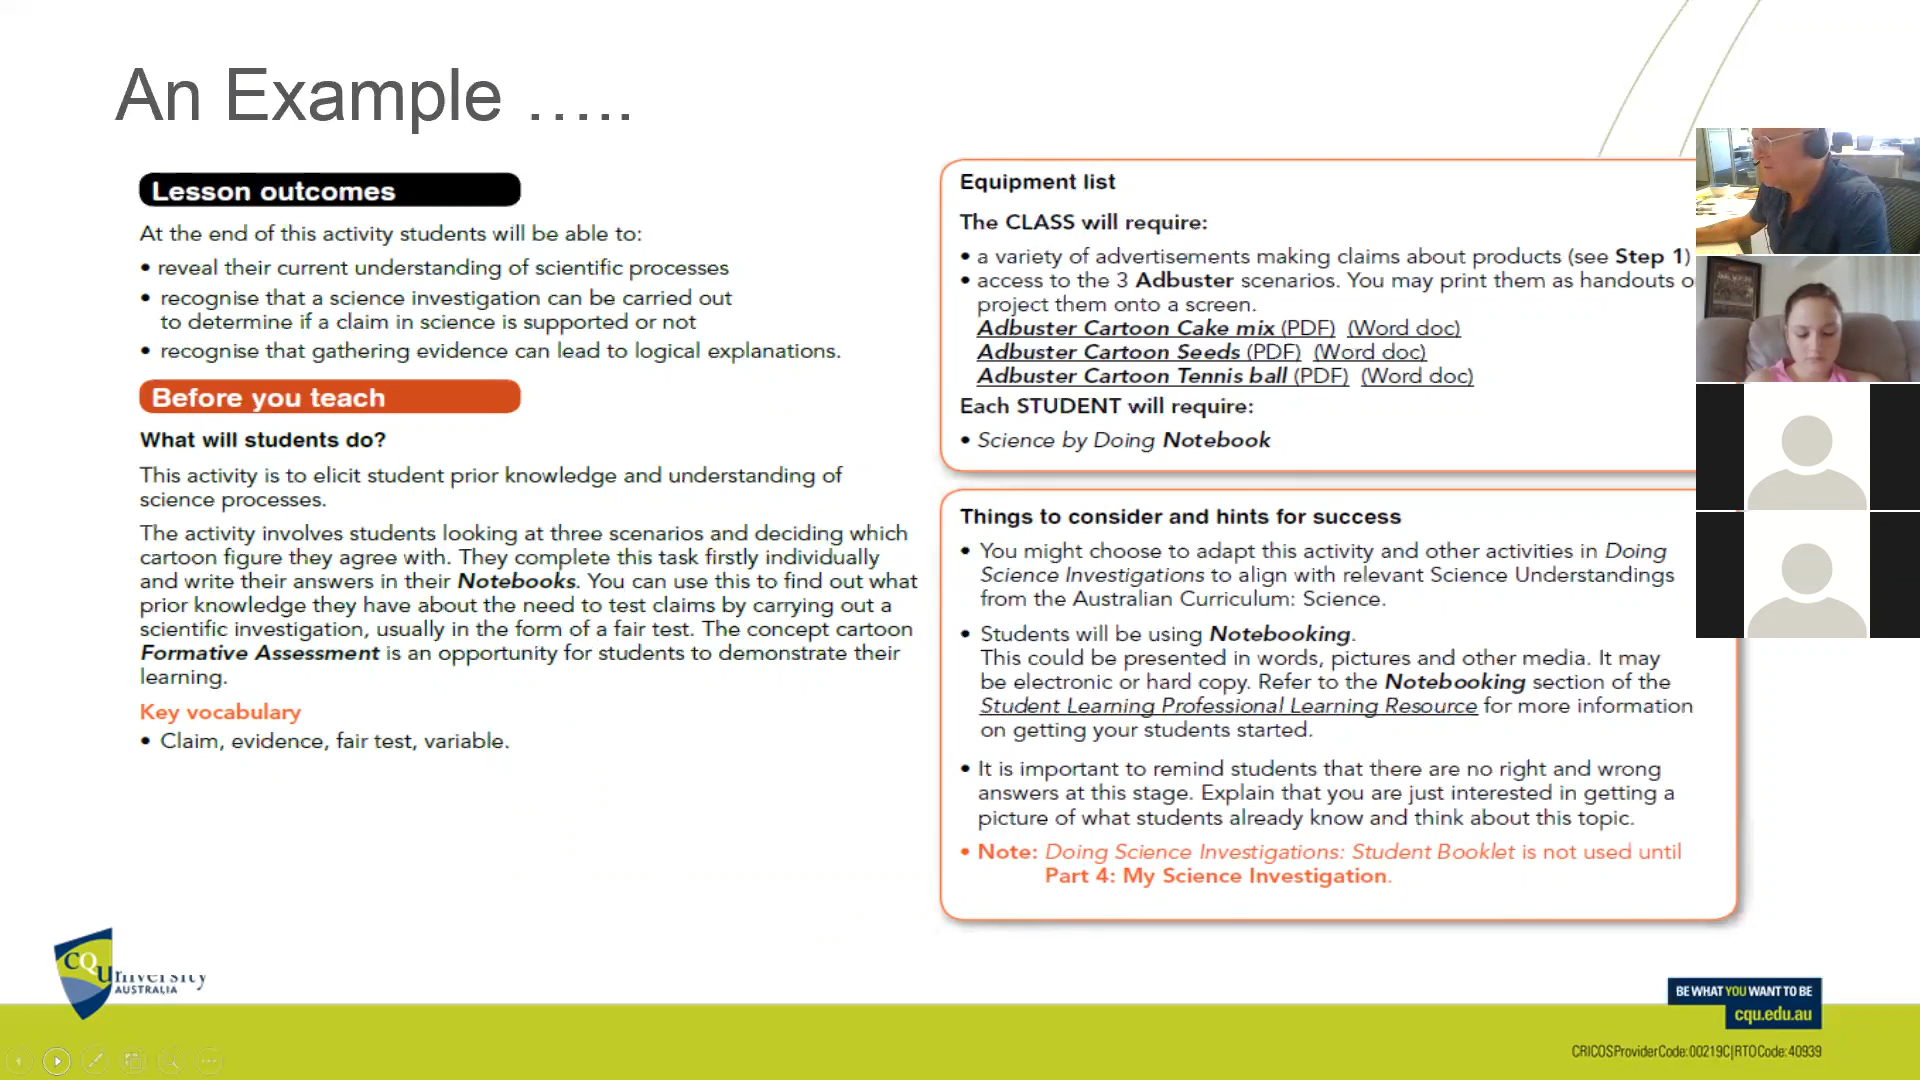 An Example …..
Lesson outcomes
At the end of this activity students will be able to:
• reveal their current understanding of scientific processes
• recognise that a science investigation can be carried out
to determine if a claim in science is supported or not
• recognise that gathering evidence can lead to logical explanations.
Before you teach
What will students do?
This activity is to elicit student prior knowledge and understanding of
science processes.
The activity involves students looking at three scenarios and deciding which
cartoon figure they agree with. They complete this task firstly individually
and write their answers in their Notebooks. You can use this to find out what
prior knowledge they have about the need to test claims by carrying out a
scientific investigation, usually in the form of a fair test. The concept cartoon
Formative Assessment is an opportunity for students to demonstrate their
learning.
Key vocabulary
• Claim, evidence, fair test, variable.
Equipment list
The CLASS will require:
• a variety of advertisements making claims about products (see Step 1)
• access to the 3 Adbuster scenarios. You may print them as handouts o
project them onto a screen.
Adbuster Cartoon Cake mix (PDF) (Word doc)
Adbuster Cartoon Seeds (PDF) (Word doc)
Adbuster Cartoon Tennis ball (PDF) (Word doc)
Each STUDENT will require:
• Science by Doing Notebook
Things to consider and hints for success
• You might choose to adapt this activity and other activities in Doing
Science Investigations to align with relevant Science Understandings
from the Australian Curriculum: Science.
• Students will be using Notebooking.
This could be presented in words, pictures and other media. It may
be electronic or hard copy. Refer to the Notebooking section of the
Student Learning Professional Learning Resource for more information
on getting your students started.
• It is important to remind students that there are no right and wrong
answers at this stage. Explain that you are just interested in getting a
picture of what students already know and think about this topic.
• Note: Doing Science Investigations: Student Booklet is not used until
Part 4: My Science Investigation.
CQUniversity
AUSTRALIA
BE WHAT YOU WANT TO BE
cqu.edu.au
CRICOS Provider Code: 00219C | RTO Code: 40939